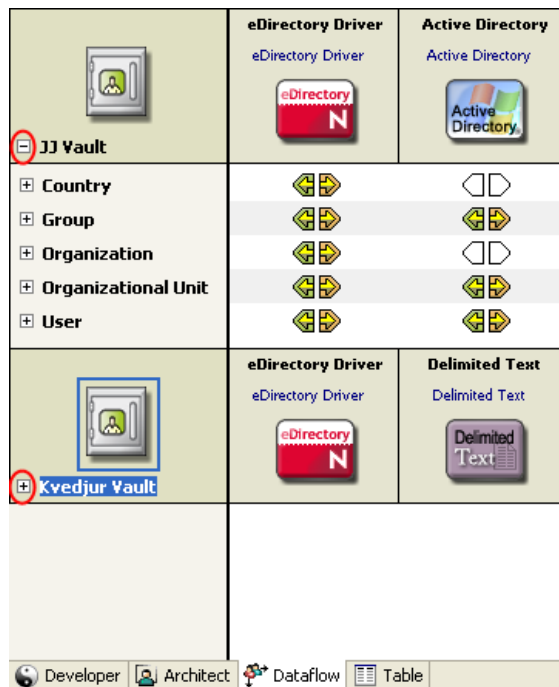 eDirectory Driver Active Directory
eDirectory Driver Active Directory
eDirectory
N
Active
Directory
JJ Vault
Country
Group
Organization
Organizational Unit
User
eDirectory Driver Delimited Text
eDirectory Driver Delimited Text
eDirectory
N
Delimited
Text
Kvedjur Vault
Developer Architect Dataflow Table